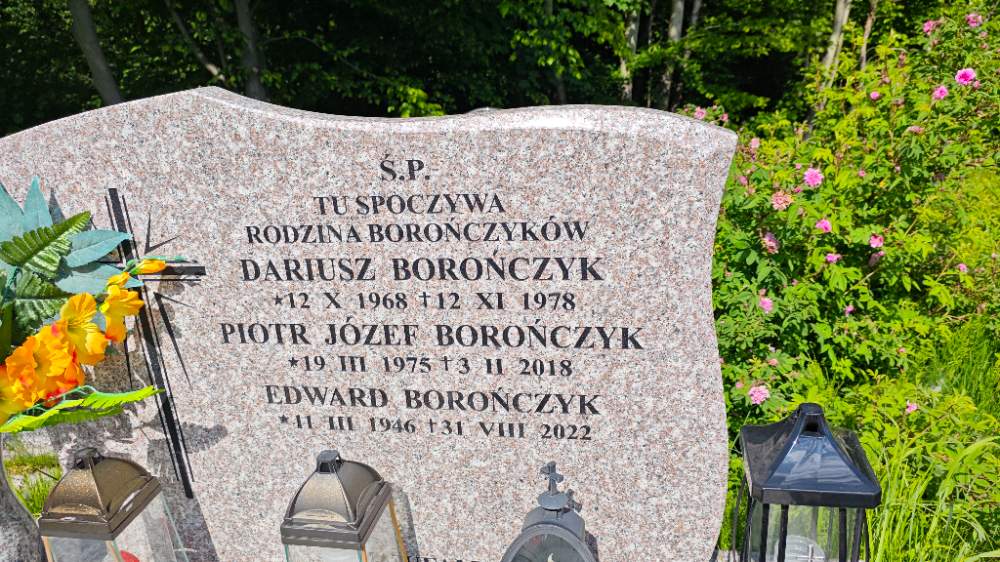 Ś.P.
TU SPOCZYWA
RODZINA BOROŃCZYKÓW
DARIUSZ BOROŃCZYK
*12 X 1968 †12 XI 1978
PIOTR JÓZEF BOROŃCZYK
*19 III 1975 †3 II 2018
EDWARD BOROŃCZYK
*11 III 1946 †31 VIII 2022